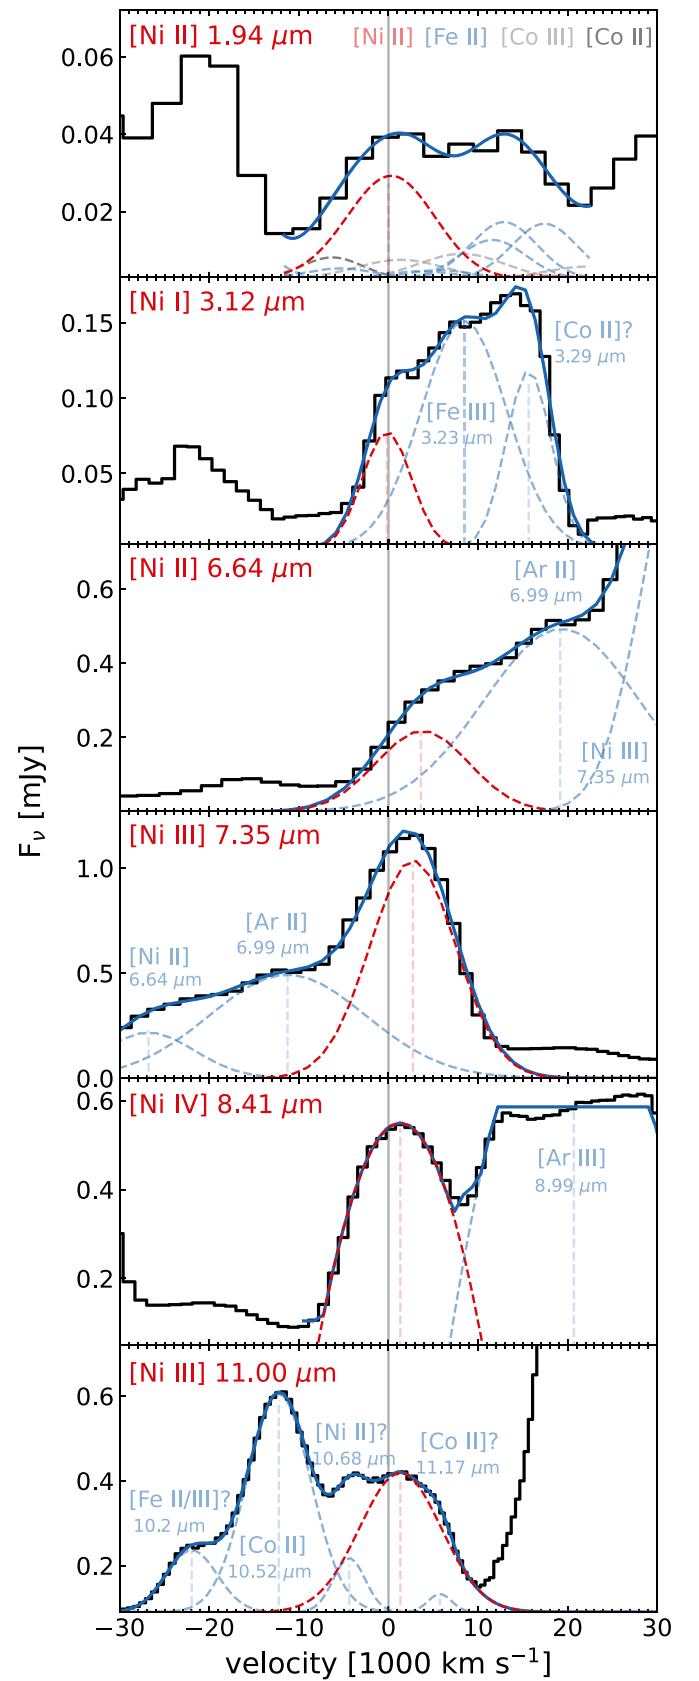 [Ni II] 1.94 μm
[Ni II] [Fe II] [Co III] [Co II]
0.06
0.04
0.02
[Ni I] 3.12 μm
[Co II]?
3.29 μm
0.15
[Fe III]
3.23 μm
0.10
0.05
[Ni II] 6.64 μm
[Ar II]
6.99 μm
0.6
0.4
0.2
[Ni III]
7.35 μm
Fν [mJy]
[Ni III] 7.35 μm
1.0
[Ar II]
6.99 μm
[Ni II]
6.64 μm
0.5
0.0
[Ni IV] 8.41 μm
0.6
[Ar III]
8.99 μm
0.4
0.2
[Ni III] 11.00 μm
0.6
[Ni II]?
10.68 μm
[Co II]?
11.17 μm
0.4
[Fe II/III]?
10.2 μm
[Co II]
10.52 μm
0.2
−30 −20 −10 0 10 20 30
velocity [1000 km s⁻¹]